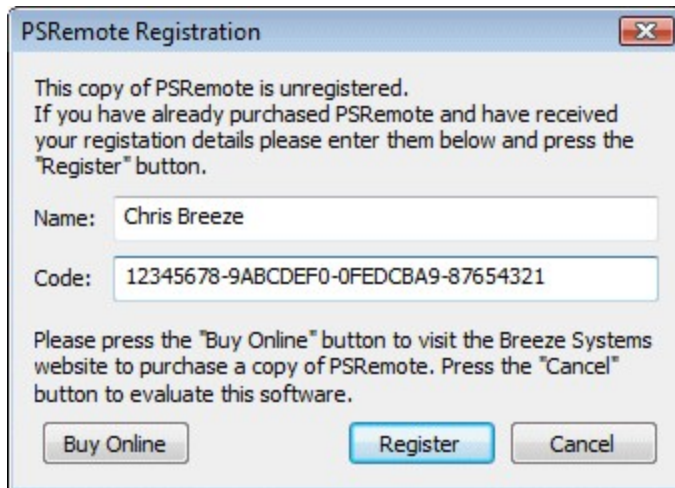 PSRemote Registration
This copy of PSRemote is unregistered.
If you have already purchased PSRemote and have received
your registation details please enter them below and press the
"Register" button.
Name: Chris Breeze
Code: 12345678-9ABCDEF0-0FEDCBA9-87654321
Please press the "Buy Online" button to visit the Breeze Systems
website to purchase a copy of PSRemote. Press the "Cancel"
button to evaluate this software.
Buy Online Register Cancel